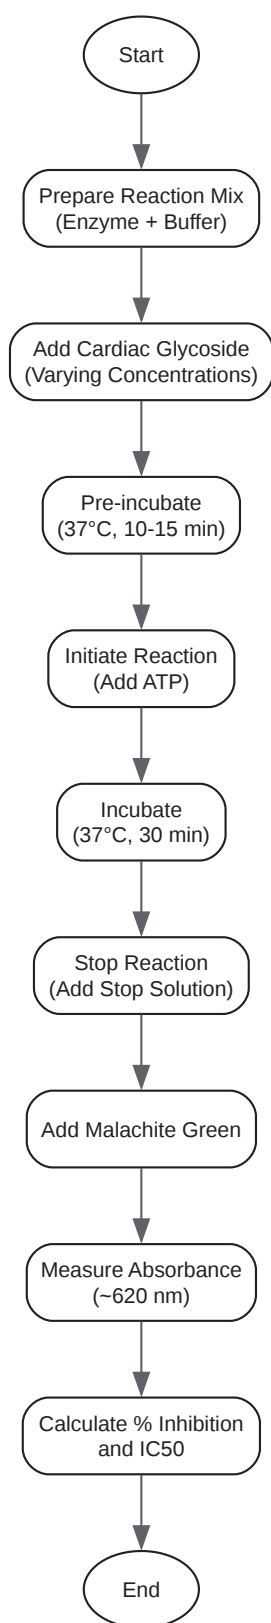 Start
Prepare Reaction Mix
(Enzyme + Buffer)
Add Cardiac Glycoside
(Varying Concentrations)
Pre-incubate
(37°C, 10-15 min)
Initiate Reaction
(Add ATP)
Incubate
(37°C, 30 min)
Stop Reaction
(Add Stop Solution)
Add Malachite Green
Measure Absorbance
(~620 nm)
Calculate % Inhibition
and IC50
End